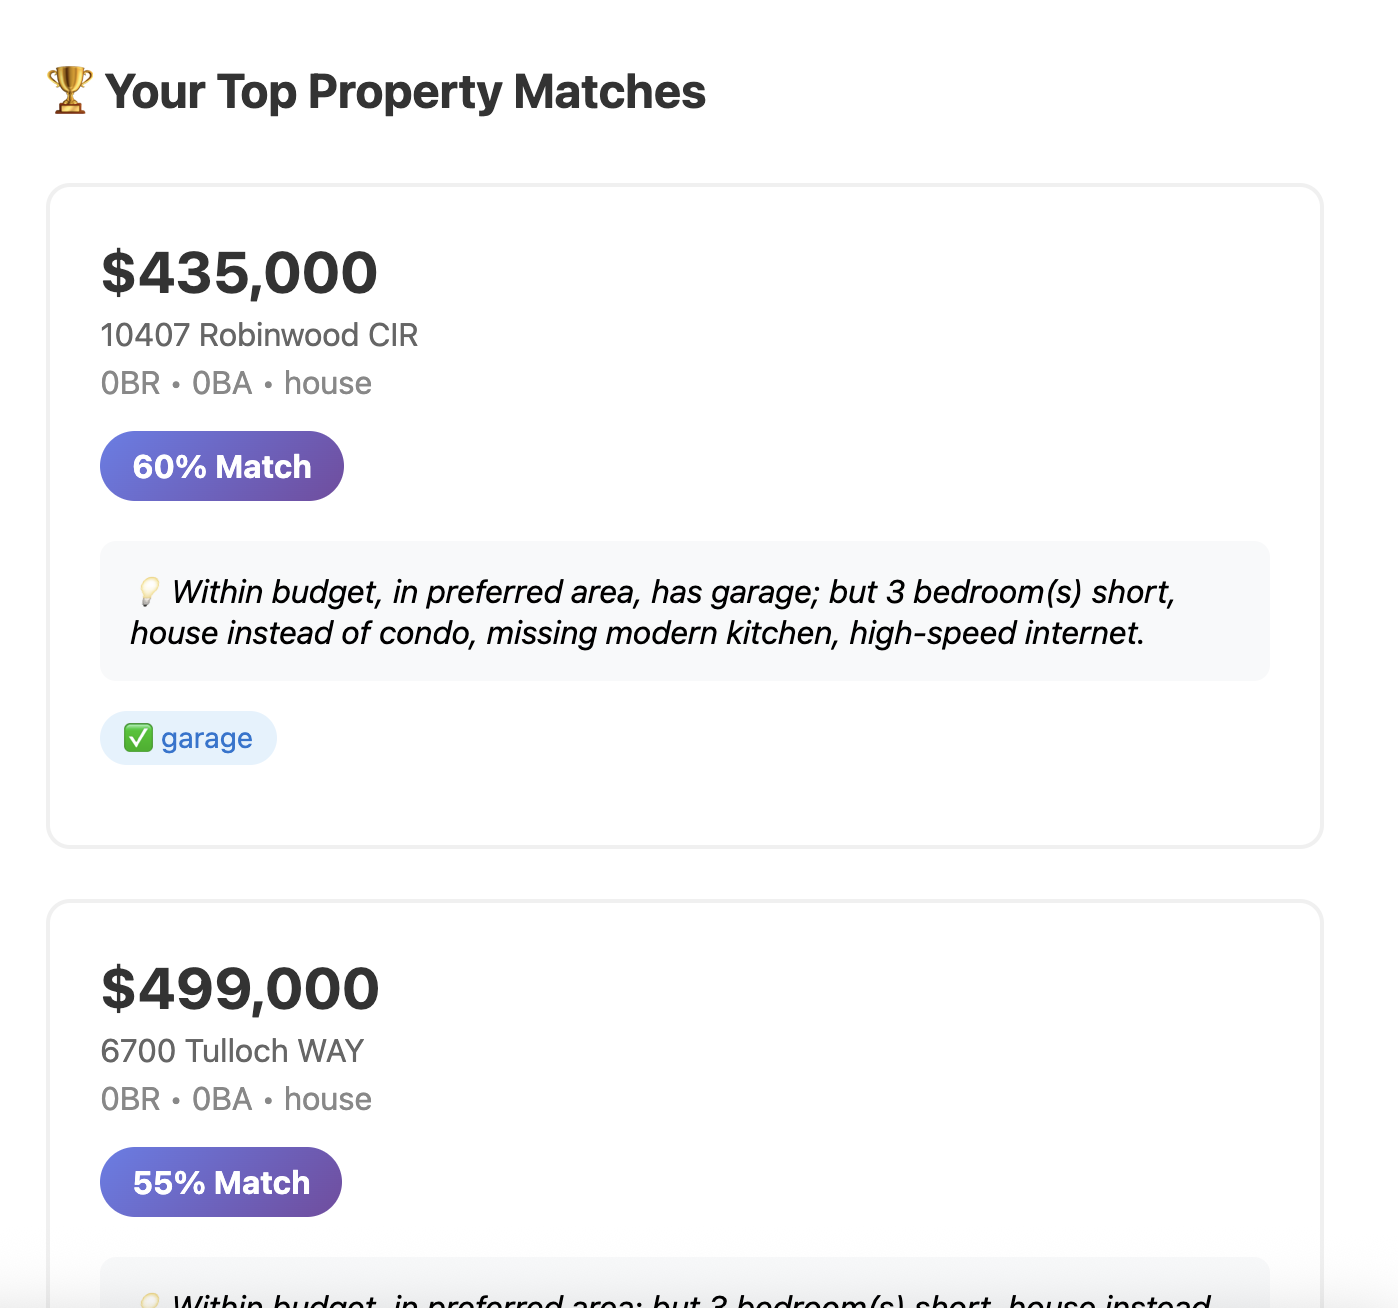 🏆 Your Top Property Matches
$435,000
10407 Robinwood CIR
0BR • 0BA • house
60% Match
💡 Within budget, in preferred area, has garage; but 3 bedroom(s) short,
house instead of condo, missing modern kitchen, high-speed internet.
✅ garage
$499,000
6700 Tulloch WAY
0BR • 0BA • house
55% Match
💡 Within budget, in preferred area; but 3 bedroom(s) short, house instead